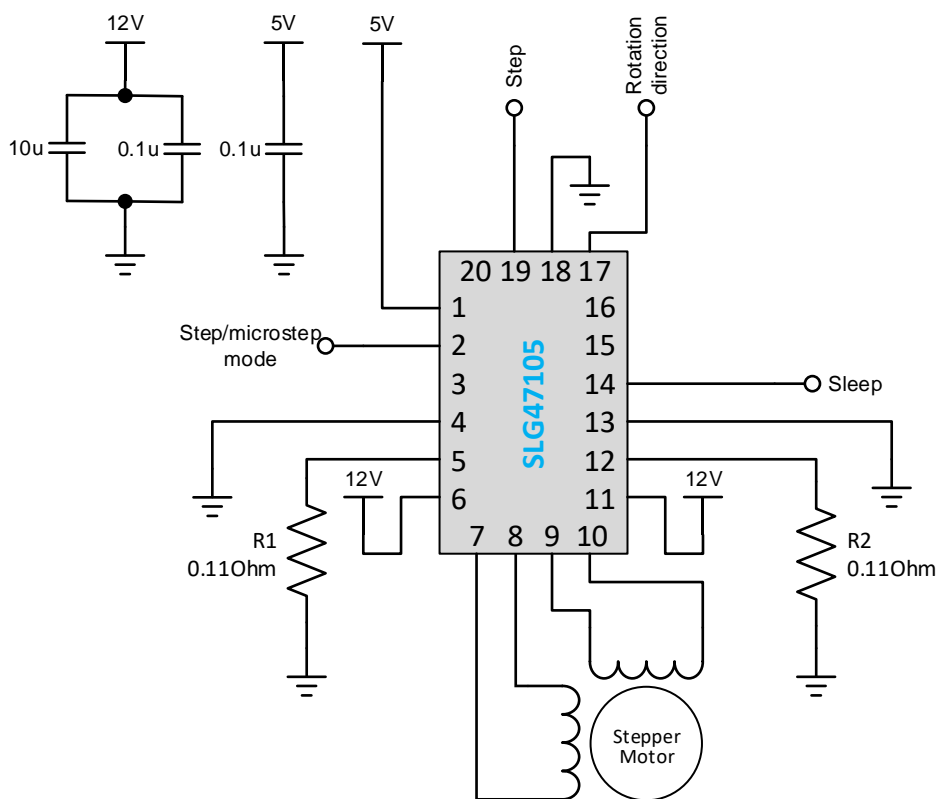 12V
5V
5V
Step
Rotation
direction
10u
0.1u
0.1u
20 19 18 17
1
16
Step/microstep
mode
2
15
3
14
Sleep
4
13
5
12
12V
6
11
12V
SLG47105
7 8 9 10
R1
0.11Ohm
R2
0.11Ohm
Stepper
Motor